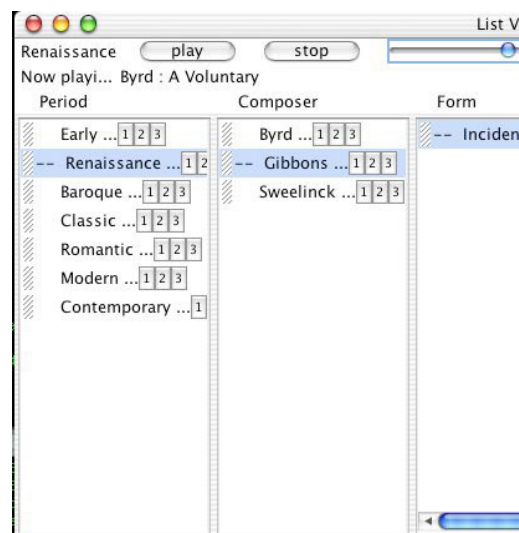 List V
Renaissance play stop
Now playi... Byrd : A Voluntary
Period Composer Form
Early ... 1 2 3 Byrd ... 1 2 3 -- Inciden
-- Renaissance ... 1 2 -- Gibbons ... 1 2 3
Baroque ... 1 2 3 Sweelinck ... 1 2 3
Classic ... 1 2 3
Romantic ... 1 2 3
Modern ... 1 2 3
Contemporary ... 1